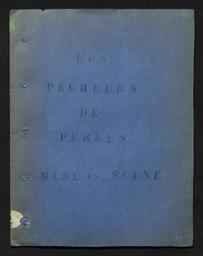 LES
PECHEURS
DE
PERLES
MISE en SCENE